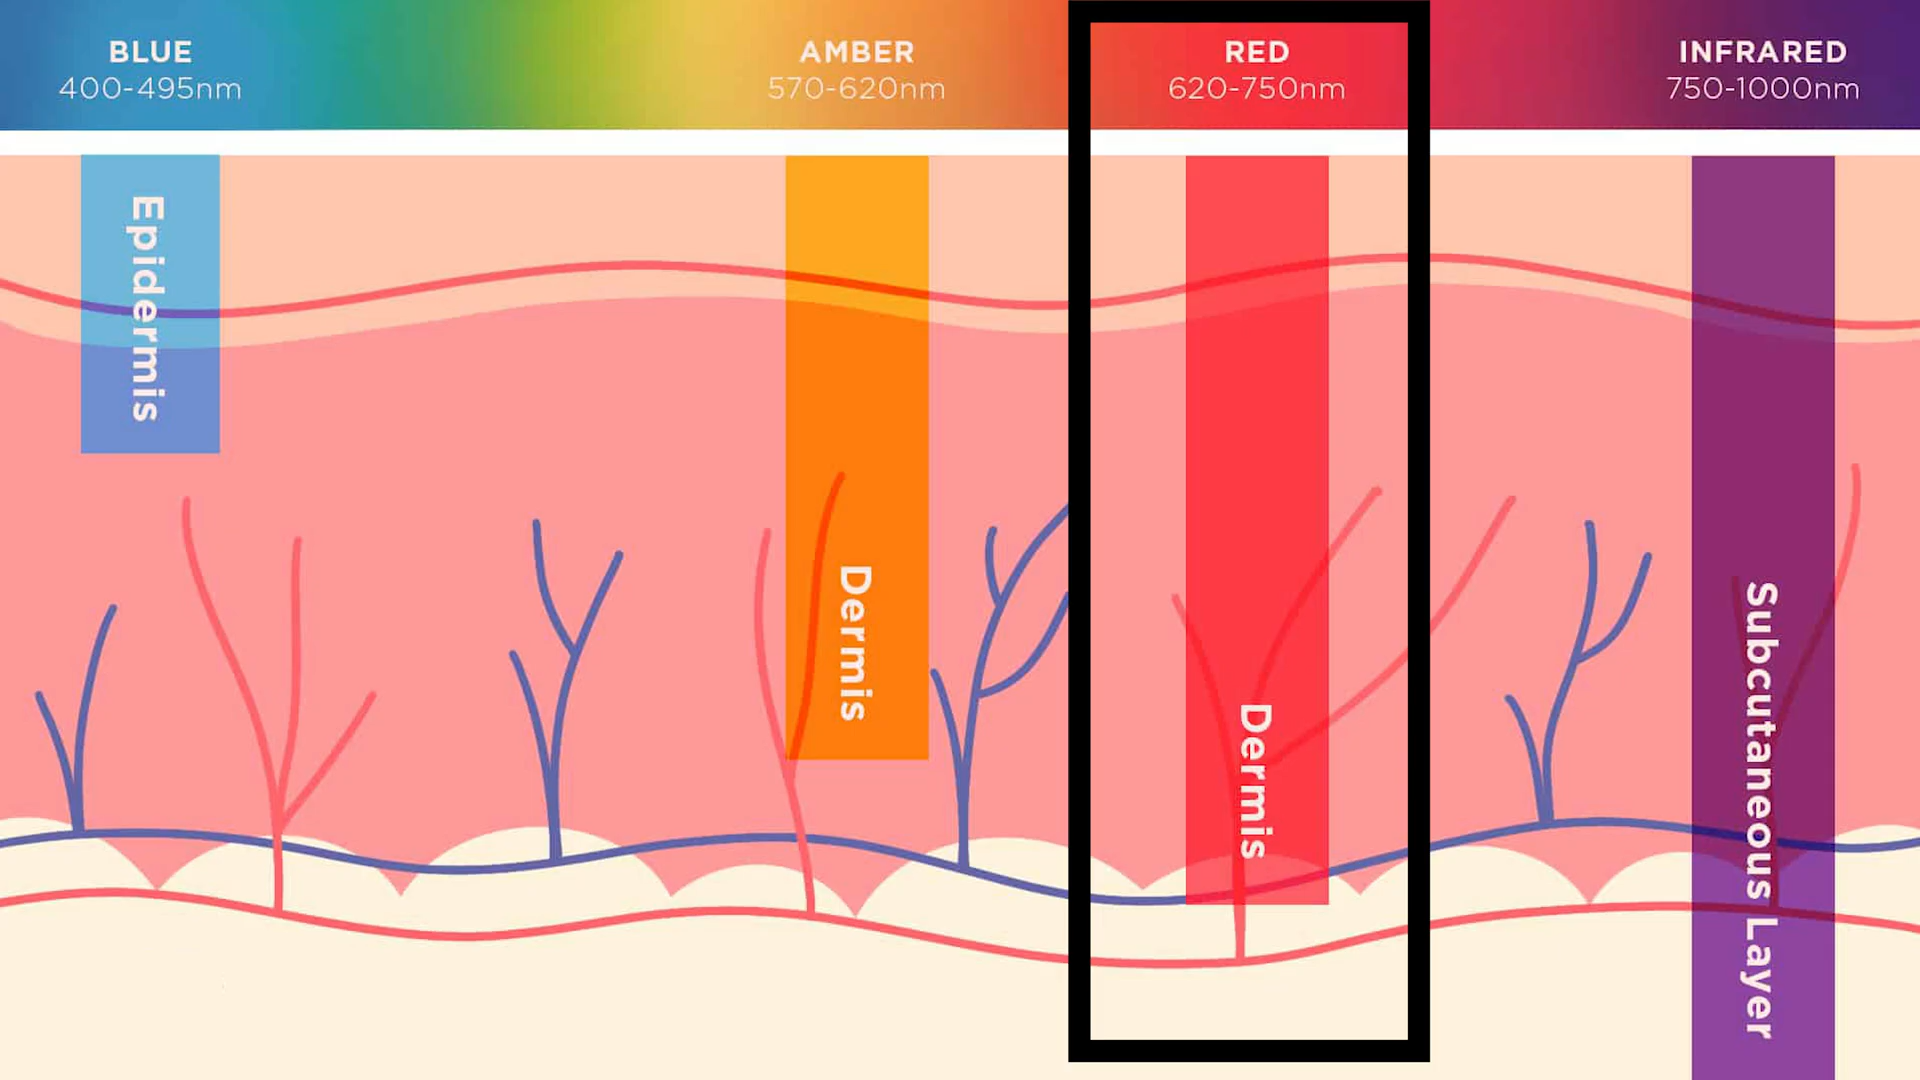 BLUE
400-495nm
AMBER
570-620nm
RED
620-750nm
INFRARED
750-1000nm
Epidermis
Dermis
Dermis
Subcutaneous Layer